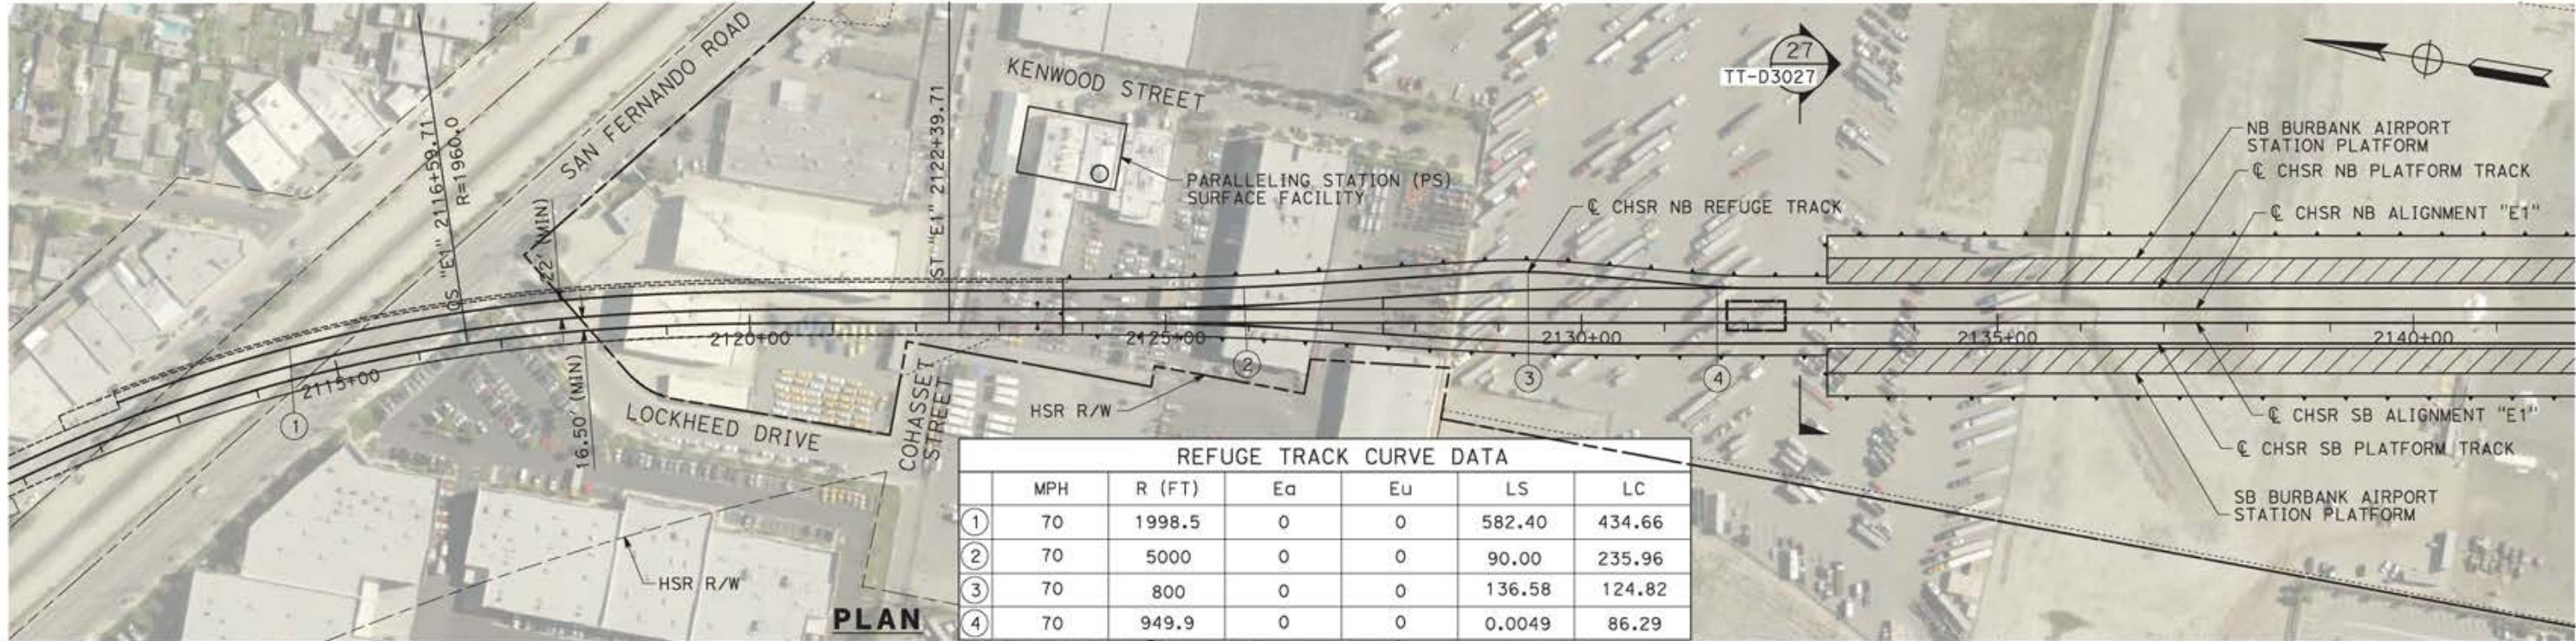 CS "E1" 2116+59.71
R=1960.0
SAN FERNANDO ROAD
22' (MIN)
16.50' (MIN)
ST "E1" 2122+39.71
KENWOOD STREET
PARALLELING STATION (PS)
SURFACE FACILITY
27
TT-D3027
℄ CHSR NB REFUGE TRACK
NB BURBANK AIRPORT
STATION PLATFORM
℄ CHSR NB PLATFORM TRACK
℄ CHSR NB ALIGNMENT "E1"
2115+00
2120+00
2125+00
2130+00
2135+00
2140+00
1
2
3
4
LOCKHEED DRIVE
COHASSET
STREET
HSR R/W
HSR R/W
℄ CHSR SB ALIGNMENT "E1"
℄ CHSR SB PLATFORM TRACK
SB BURBANK AIRPORT
STATION PLATFORM
PLAN
REFUGE TRACK CURVE DATA
MPH R (FT) Ea Eu LS LC
1 70 1998.5 0 0 582.40 434.66
2 70 5000 0 0 90.00 235.96
3 70 800 0 0 136.58 124.82
4 70 949.9 0 0 0.0049 86.29